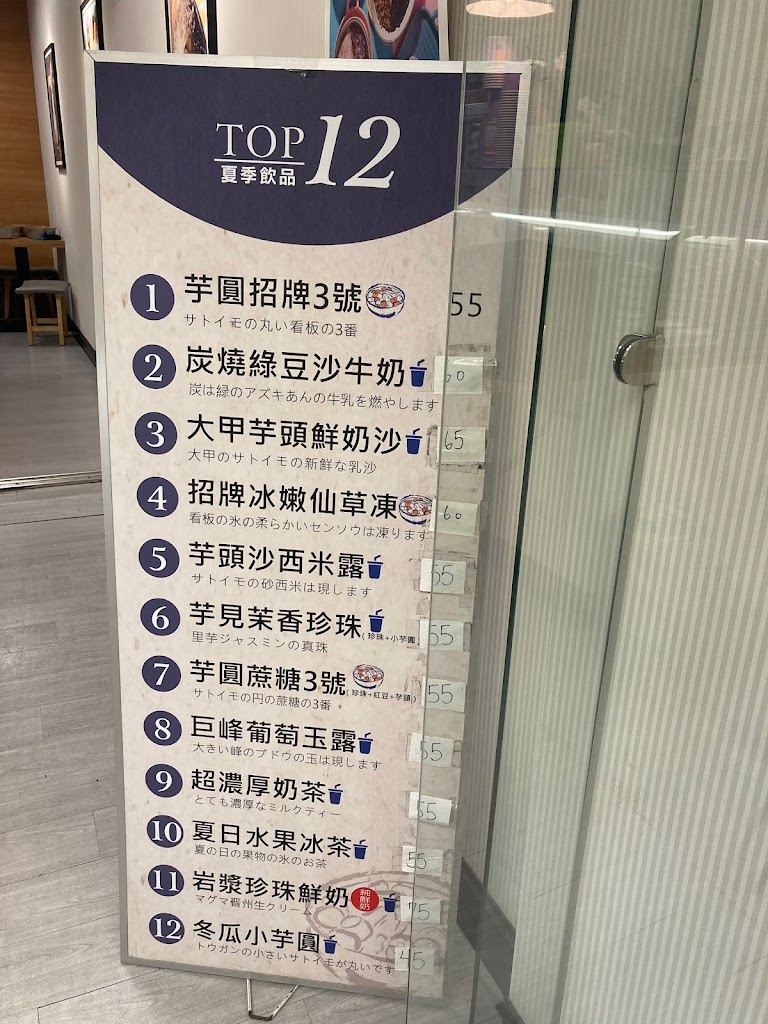 TOP 12
夏季飲品
1 芋圓招牌3號 55
サトイモの丸い看板の3番
2 炭燒綠豆沙牛奶 60
炭は緑のアズキあんの牛乳を燃やします
3 大甲芋頭鮮奶沙 65
大甲のサトイモの新鮮な乳沙
4 招牌冰嫩仙草凍 60
看板の氷の柔らかいセンソウは凍ります
5 芋頭沙西米露 55
サトイモの砂西米は現します
6 芋見茉香珍珠 (珍珠+小芋圓) 55
里芋ジャスミンの真珠
7 芋圓蔗糖3號 (珍珠+紅豆+芋頭) 55
サトイモの円の蔗糖の3番
8 巨峰葡萄玉露 55
大きい峰のブドウの玉は現します
9 超濃厚奶茶 55
とても濃厚なミルクティー
10 夏日水果冰茶 55
夏の日の果物の氷のお茶
11 岩漿珍珠鮮奶 純鮮奶 75
マグマ晋州生クリーム
12 冬瓜小芋圓 45
トウガンの小さいサトイモが丸いです